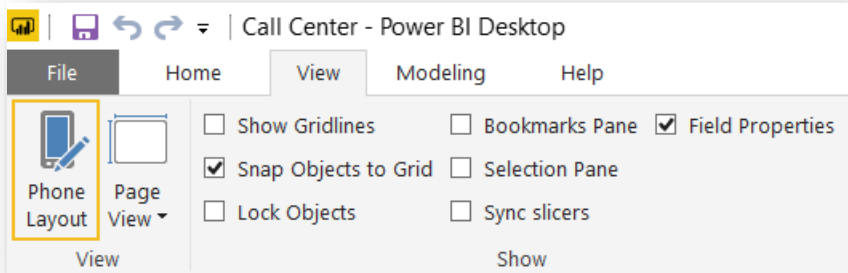 Call Center - Power BI Desktop
File Home View Modeling Help
Show Gridlines Bookmarks Pane Field Properties
Snap Objects to Grid Selection Pane
Phone Layout Page View Lock Objects Sync slicers
View Show